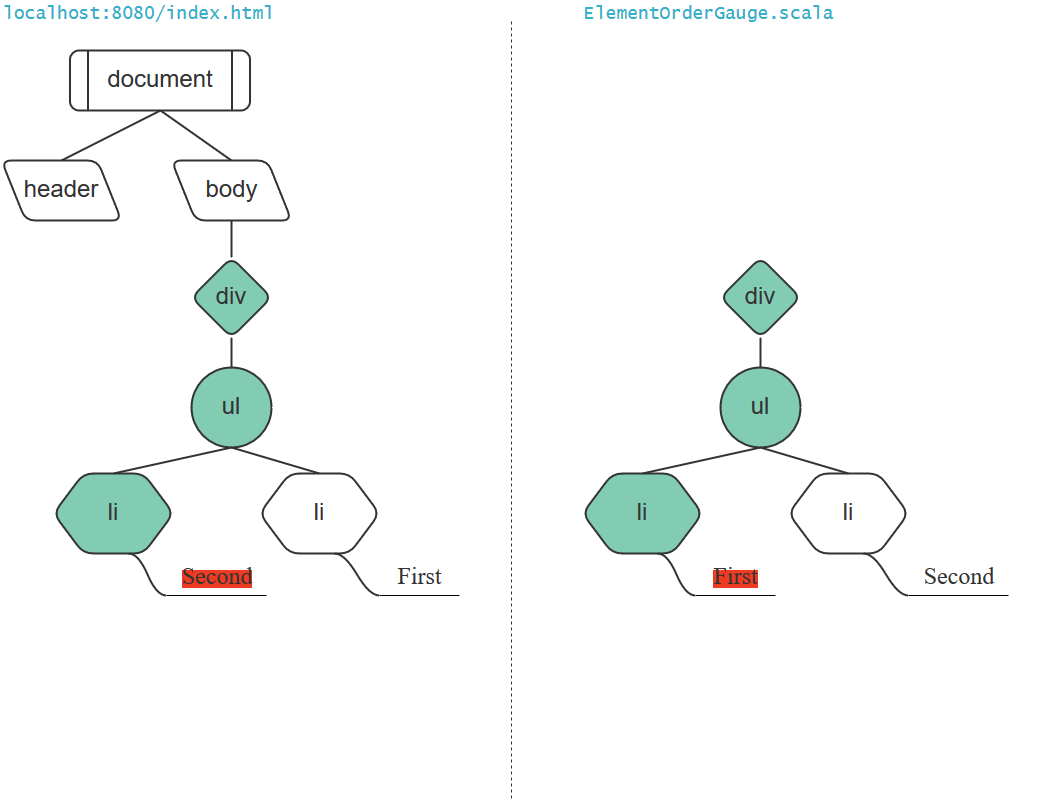 localhost:8080/index.html
document
header
body
div
ul
li
li
Second
First
ElementOrderGauge.scala
div
ul
li
li
First
Second